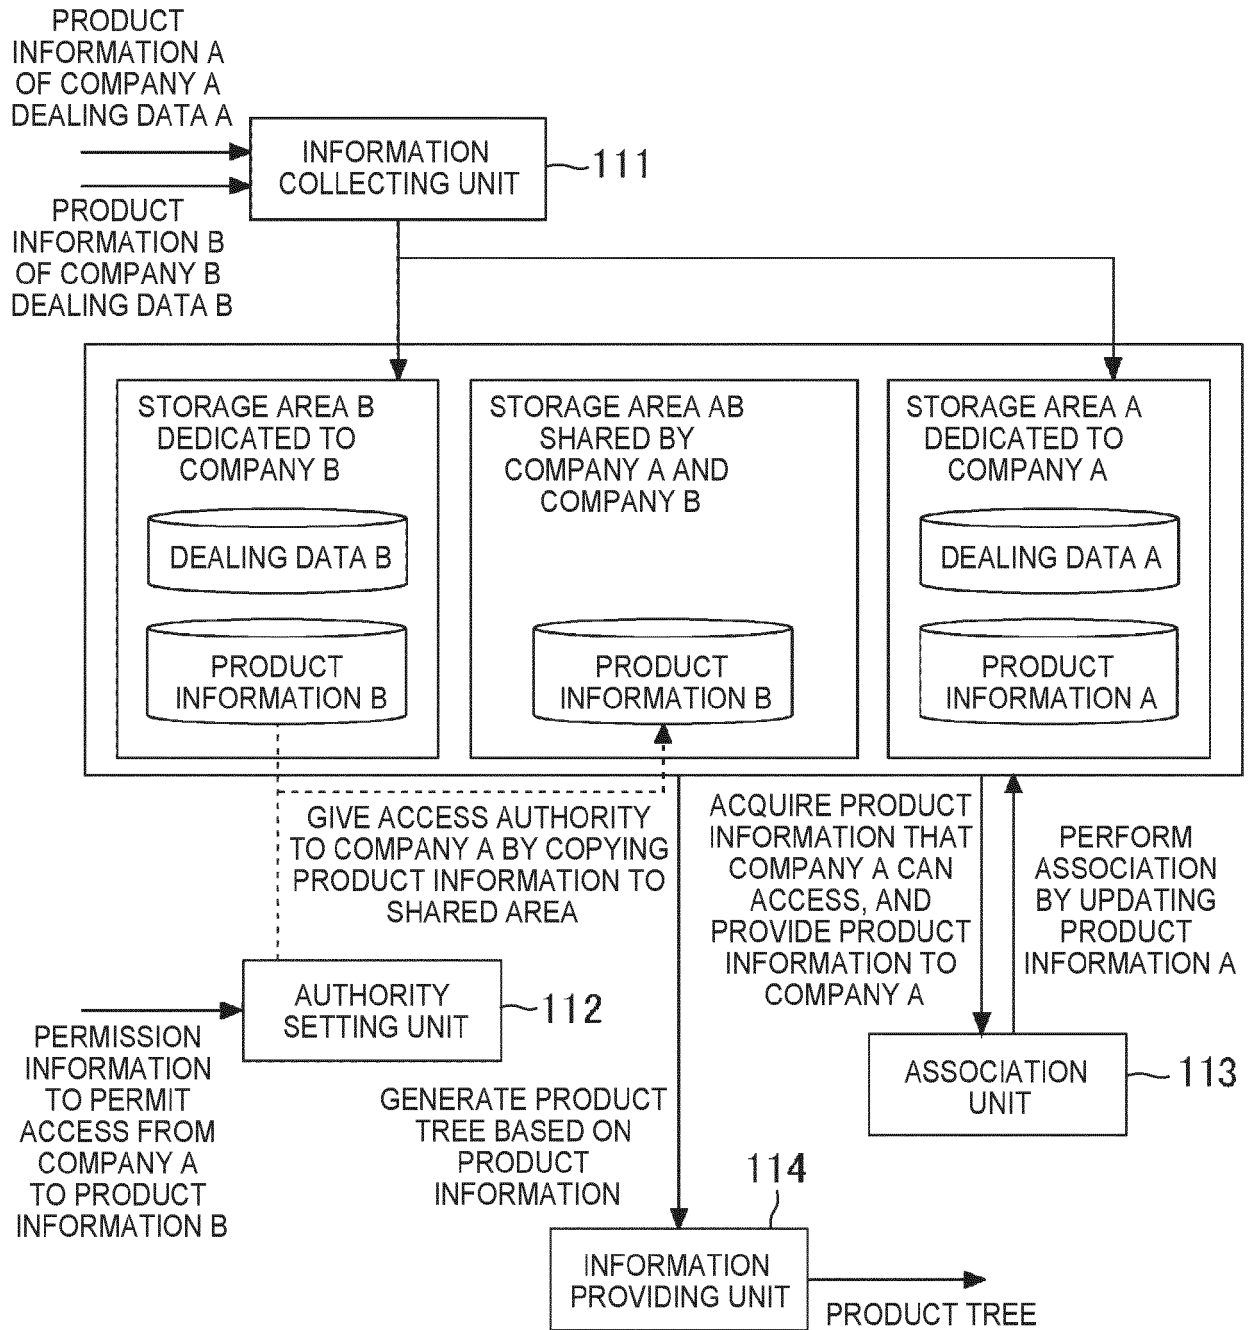 PRODUCT
INFORMATION A
OF COMPANY A
DEALING DATA A
INFORMATION
COLLECTING UNIT
111
PRODUCT
INFORMATION B
OF COMPANY B
DEALING DATA B
STORAGE AREA B
DEDICATED TO
COMPANY B
DEALING DATA B
PRODUCT
INFORMATION B
STORAGE AREA AB
SHARED BY
COMPANY A AND
COMPANY B
PRODUCT
INFORMATION B
STORAGE AREA A
DEDICATED TO
COMPANY A
DEALING DATA A
PRODUCT
INFORMATION A
GIVE ACCESS AUTHORITY
TO COMPANY A BY COPYING
PRODUCT INFORMATION TO
SHARED AREA
ACQUIRE PRODUCT
INFORMATION THAT
COMPANY A CAN
ACCESS, AND
PROVIDE PRODUCT
INFORMATION TO
COMPANY A
PERFORM
ASSOCIATION
BY UPDATING
PRODUCT
INFORMATION A
AUTHORITY
SETTING UNIT
112
PERMISSION
INFORMATION
TO PERMIT
ACCESS FROM
COMPANY A
TO PRODUCT
INFORMATION B
GENERATE PRODUCT
TREE BASED ON
PRODUCT
INFORMATION
ASSOCIATION
UNIT
113
114
INFORMATION
PROVIDING UNIT
PRODUCT TREE